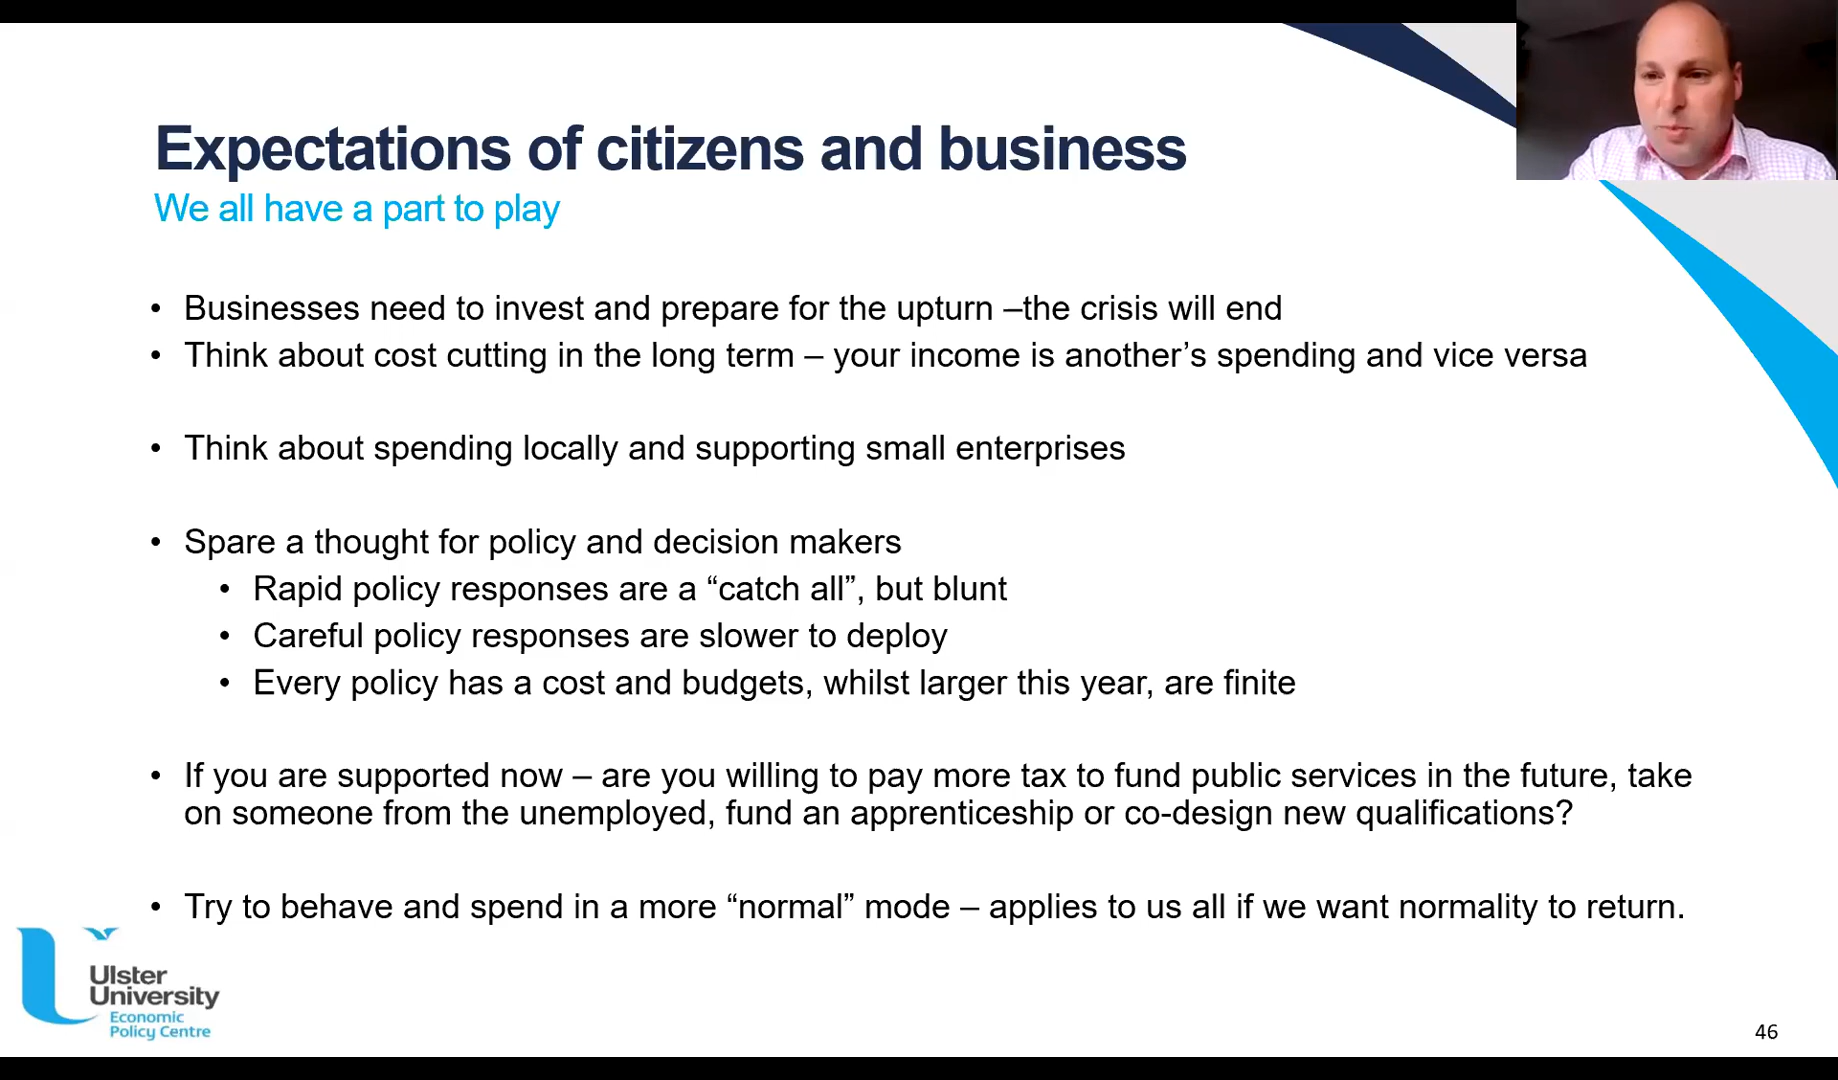 Expectations of citizens and business
We all have a part to play
• Businesses need to invest and prepare for the upturn –the crisis will end
• Think about cost cutting in the long term – your income is another’s spending and vice versa
• Think about spending locally and supporting small enterprises
• Spare a thought for policy and decision makers
• Rapid policy responses are a “catch all”, but blunt
• Careful policy responses are slower to deploy
• Every policy has a cost and budgets, whilst larger this year, are finite
• If you are supported now – are you willing to pay more tax to fund public services in the future, take
on someone from the unemployed, fund an apprenticeship or co-design new qualifications?
• Try to behave and spend in a more “normal” mode – applies to us all if we want normality to return.
Ulster
University
Economic
Policy Centre
46